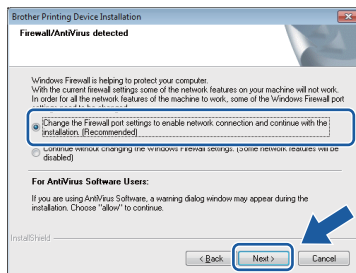 Brother Printing Device Installation
Firewall/AntiVirus detected
Windows Firewall is helping to protect your computer.
With the current firewall settings some of the network features on your machine will not work.
In order for all the network features of the machine to work, some of the Windows Firewall port
settings need to be changed.
Change the Firewall port settings to enable network connection and continue with the
installation. (Recommended)
Continue without changing the Windows Firewall settings. (Some network features will be
disabled)
For AntiVirus Software Users:
If you are using AntiVirus Software, a warning dialog window may appear during the
installation. Choose "allow" to continue.
InstallShield
< Back
Next >
Cancel